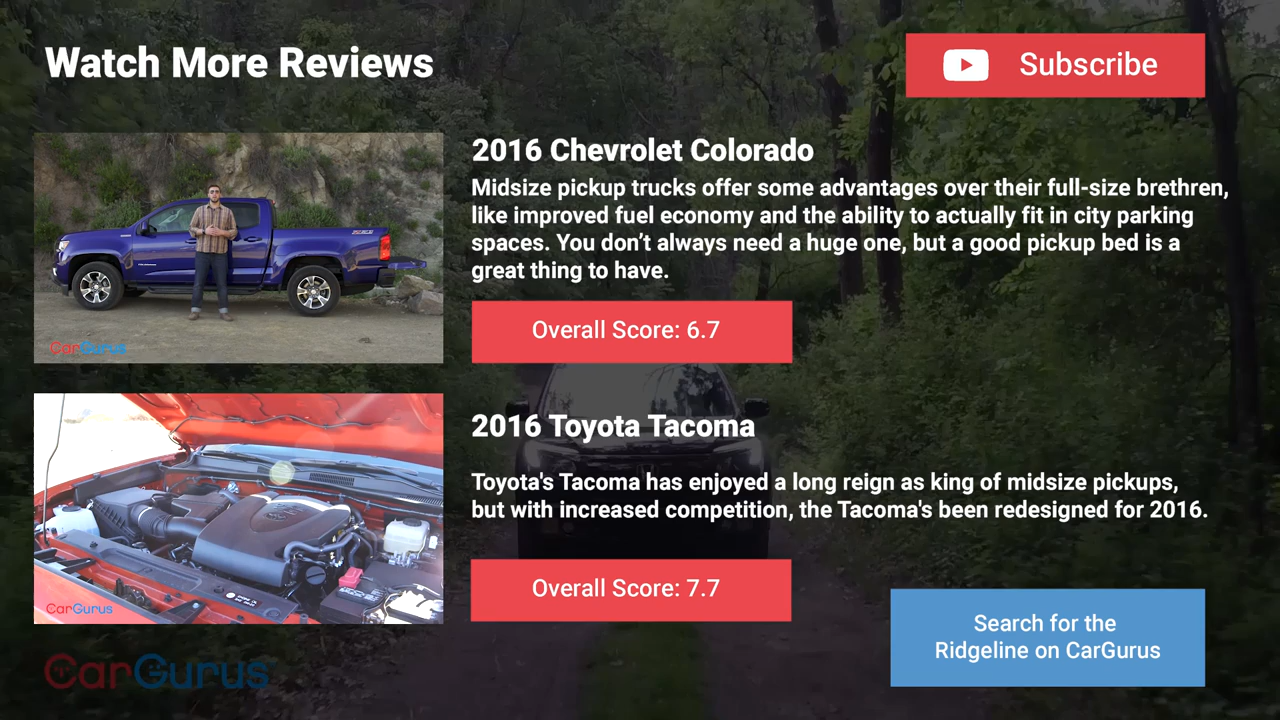 Watch More Reviews
Subscribe
2016 Chevrolet Colorado
Midsize pickup trucks offer some advantages over their full-size brethren,
like improved fuel economy and the ability to actually fit in city parking
spaces. You don’t always need a huge one, but a good pickup bed is a
great thing to have.
CarGurus
Overall Score: 6.7
2016 Toyota Tacoma
Toyota's Tacoma has enjoyed a long reign as king of midsize pickups,
but with increased competition, the Tacoma's been redesigned for 2016.
CarGurus
Overall Score: 7.7
Search for the
Ridgeline on CarGurus
CarGurus